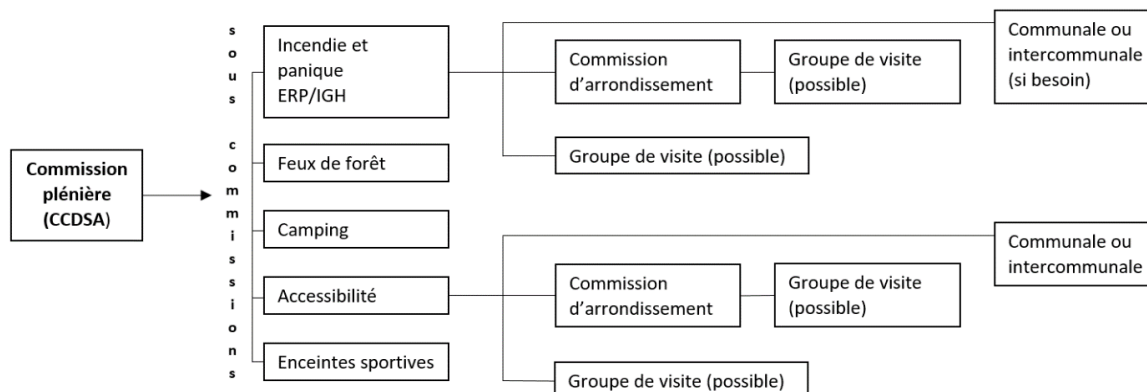 Commission
plénière
(CCDSA)
sous commissions
Incendie et
panique
ERP/IGH
Feux de forêt
Camping
Accessibilité
Enceintes sportives
Commission
d'arrondissement
Groupe de visite
(possible)
Communale ou
intercommunale
(si besoin)
Groupe de visite (possible)
Commission
d'arrondissement
Groupe de visite
(possible)
Communale ou
intercommunale
Groupe de visite (possible)